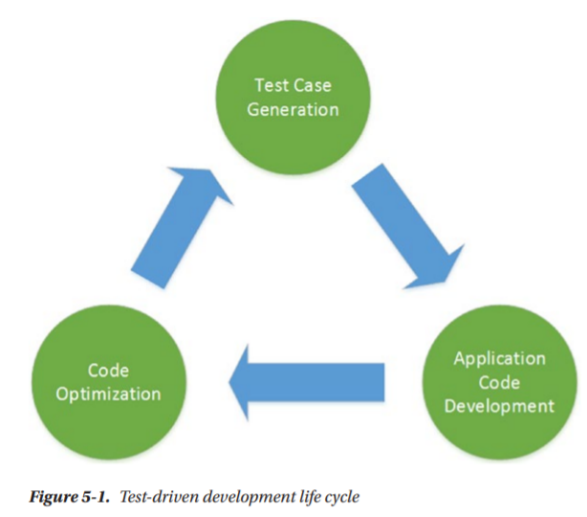 Test Case
Generation
Code
Optimization
Application
Code
Development
Figure 5-1. Test-driven development life cycle